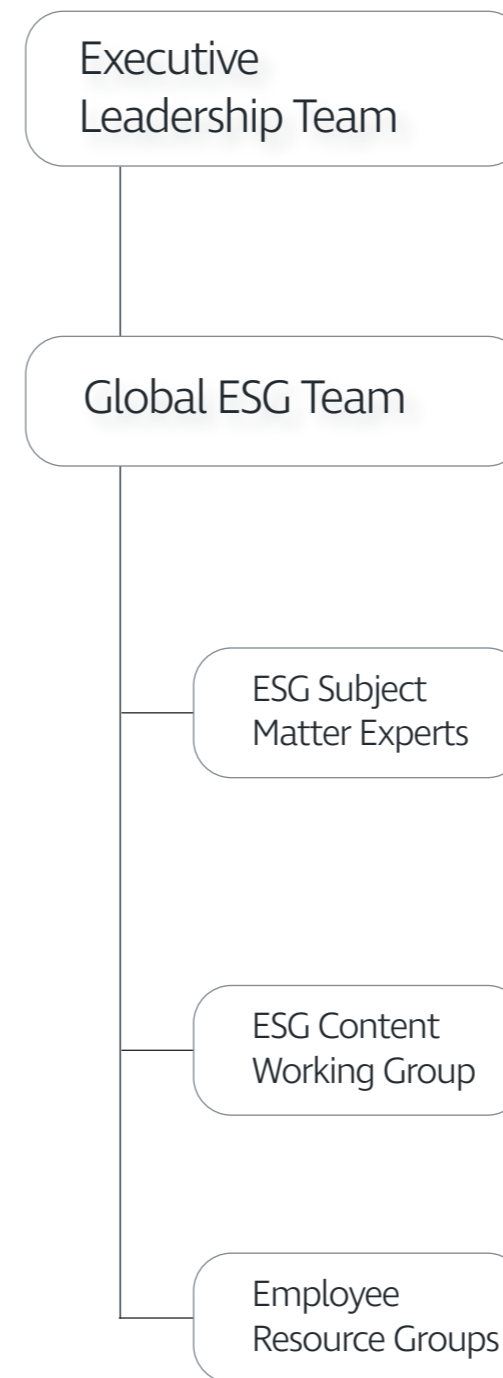 Executive
Leadership Team
Global ESG Team
ESG Subject
Matter Experts
ESG Content
Working Group
Employee
Resource Groups